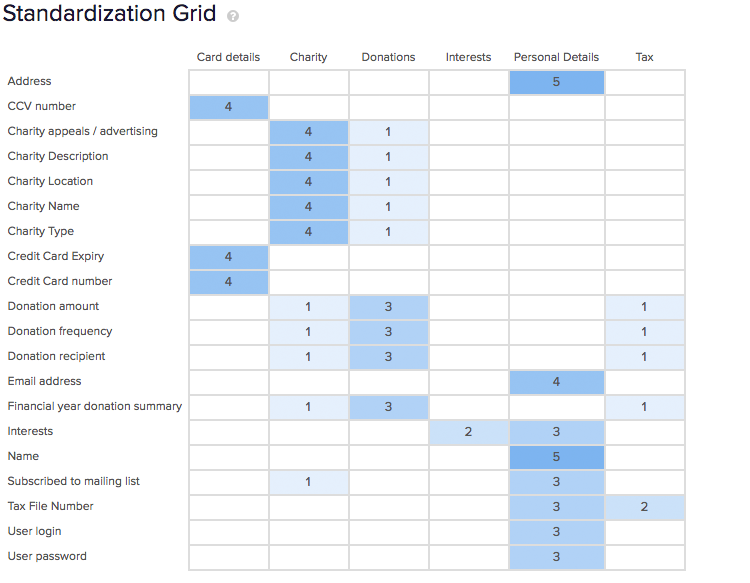 Standardization Grid ?
Card details Charity Donations Interests Personal Details Tax
Address 5
CCV number 4
Charity appeals / advertising 4 1
Charity Description 4 1
Charity Location 4 1
Charity Name 4 1
Charity Type 4 1
Credit Card Expiry 4
Credit Card number 4
Donation amount 1 3 1
Donation frequency 1 3 1
Donation recipient 1 3 1
Email address 4
Financial year donation summary 1 3 1
Interests 2 3
Name 5
Subscribed to mailing list 1 3
Tax File Number 3 2
User login 3
User password 3